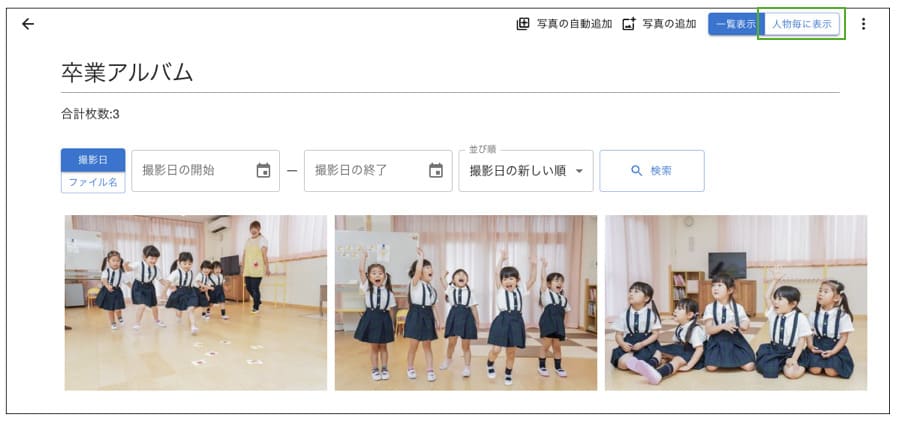 写真の自動追加 写真の追加 一覧表示 人物毎に表示
卒業アルバム
合計枚数:3
並び順
撮影日 撮影日の開始 — 撮影日の終了 撮影日の新しい順 検索
ファイル名